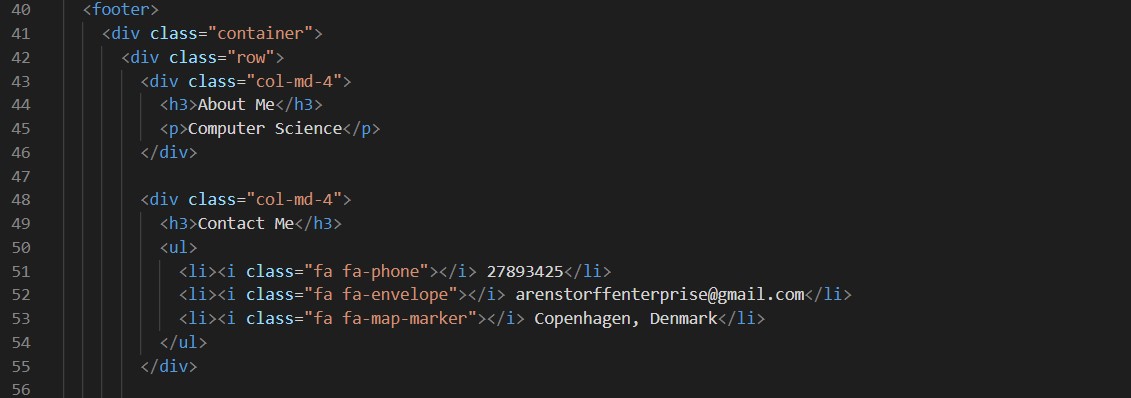 40 <footer>
41 <div class="container">
42 <div class="row">
43 <div class="col-md-4">
44 <h3>About Me</h3>
45 <p>Computer Science</p>
46 </div>
47
48 <div class="col-md-4">
49 <h3>Contact Me</h3>
50 <ul>
51 <li><i class="fa fa-phone"></i> 27893425</li>
52 <li><i class="fa fa-envelope"></i> arenstorffenterprise@gmail.com</li>
53 <li><i class="fa fa-map-marker"></i> Copenhagen, Denmark</li>
54 </ul>
55 </div>
56